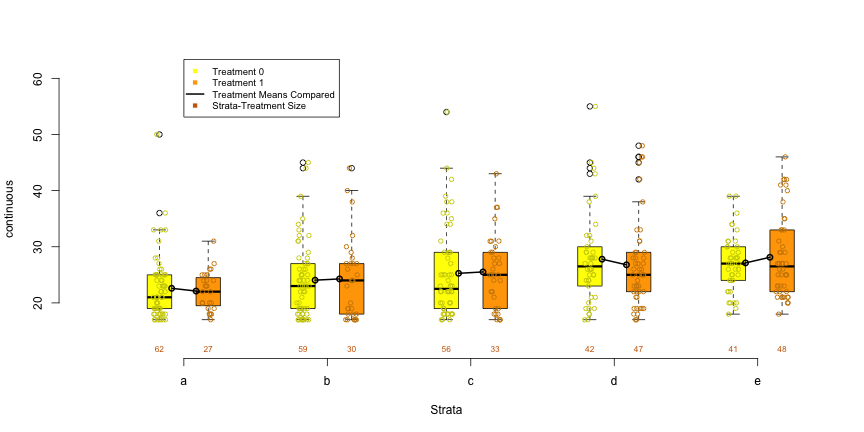 Treatment 0
Treatment 1
Treatment Means Compared
Strata-Treatment Size
60
50
40
30
20
continuous
62 27 59 30 56 33 42 47 41 48
a b c d e
Strata